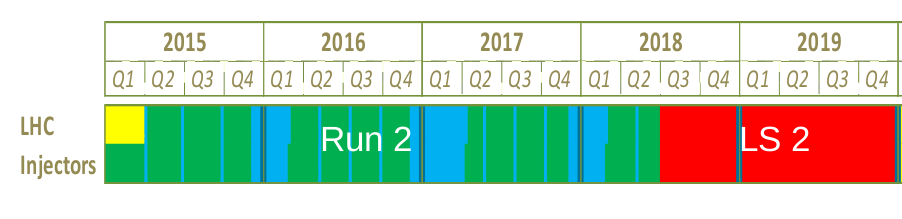 2015 2016 2017 2018 2019
Q1 Q2 Q3 Q4 Q1 Q2 Q3 Q4 Q1 Q2 Q3 Q4 Q1 Q2 Q3 Q4 Q1 Q2 Q3 Q4
LHC Run 2 LS 2
Injectors